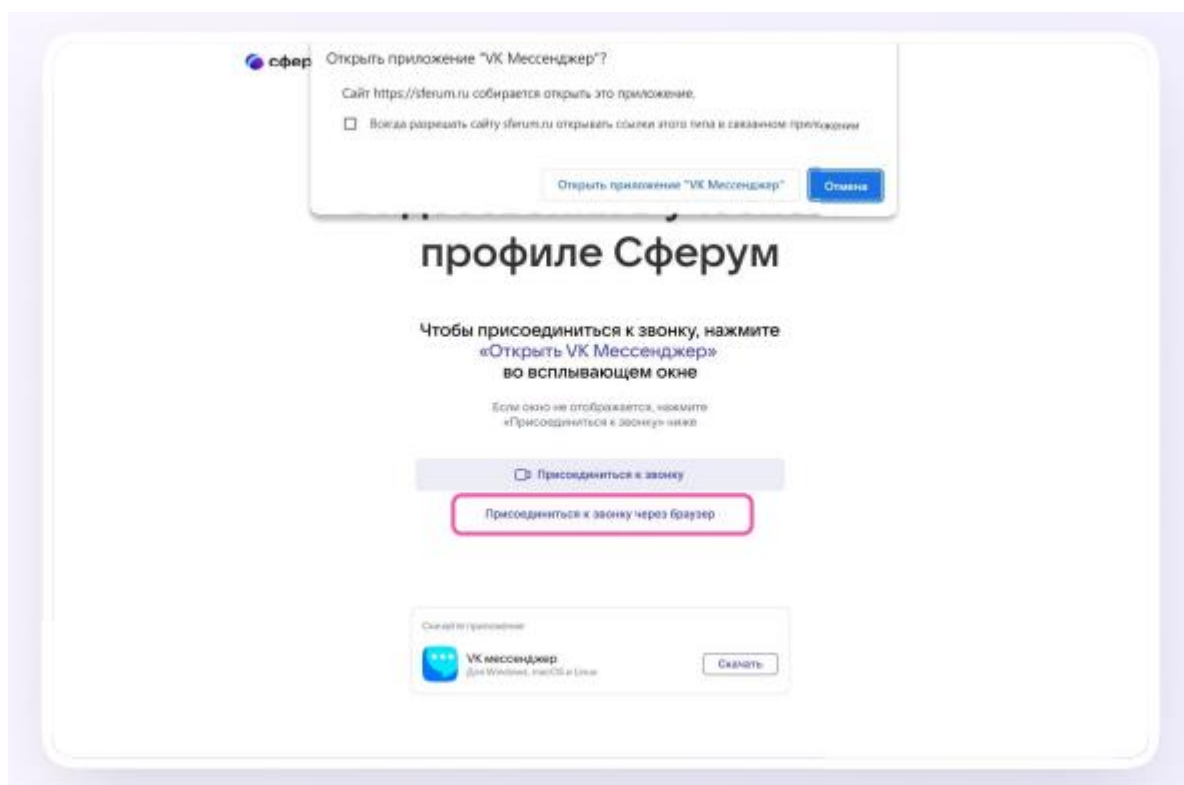 сфер
Открыть приложение "VK Мессенджер"?
Сайт https://sferum.ru собирается открыть это приложение.
Всегда разрешать сайту sferum.ru открывать ссылки этого типа в связанном приложении
Открыть приложение "VK Мессенджер"
Отмена
профиле Сферум
Чтобы присоединиться к звонку, нажмите
«Открыть VK Мессенджер»
во всплывающем окне
Если окно не отображается, нажмите
«Присоединиться к звонку» ниже
Присоединиться к звонку
Присоединиться к звонку через браузер
Скачайте приложение
VK мессенджер
Для Windows, macOS и Linux
Скачать